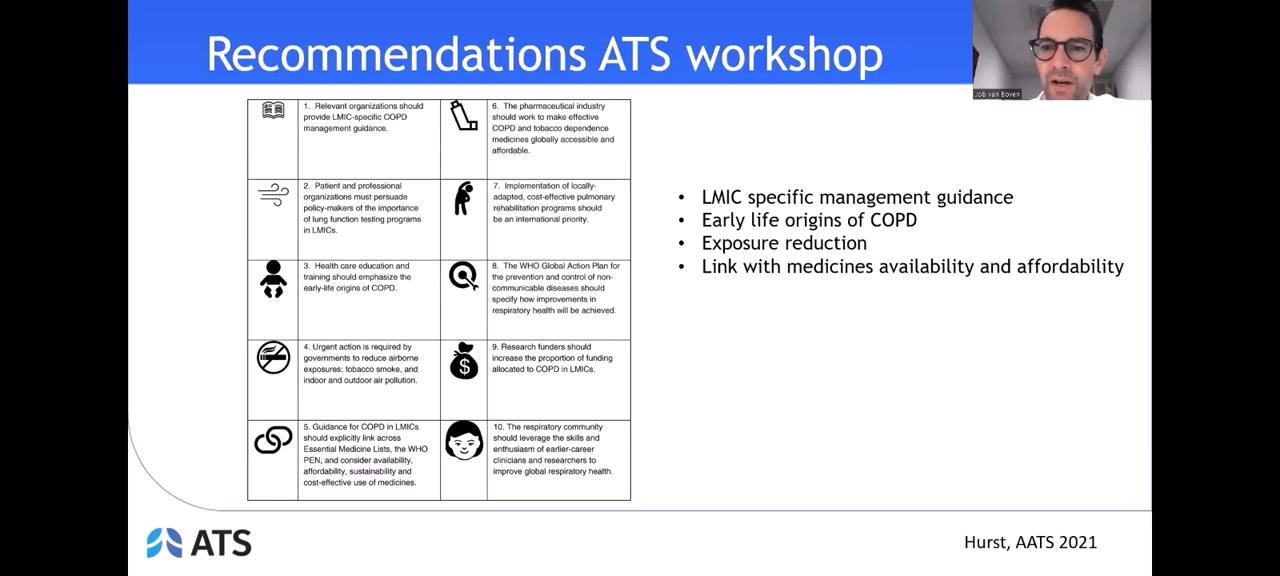 Recommendations ATS workshop
Job van Boven
1. Relevant organizations should
provide LMIC-specific COPD
management guidance.
2. Patient and professional
organizations must persuade
policy-makers of the importance
of lung function testing programs
in LMICs.
3. Health care education and
training should emphasize the
early-life origins of COPD.
4. Urgent action is required by
governments to reduce airborne
exposures: tobacco smoke, and
indoor and outdoor air pollution.
5. Guidance for COPD in LMICs
should explicitly link across
Essential Medicine Lists, the WHO
PEN, and consider availability,
affordability, sustainability and
cost-effective use of medicines.
6. The pharmaceutical industry
should work to make effective
COPD and tobacco dependence
medicines globally accessible and
affordable.
7. Implementation of locally-
adapted, cost-effective pulmonary
rehabilitation programs should
be an international priority.
8. The WHO Global Action Plan for
the prevention and control of non-
communicable diseases should
specify how improvements in
respiratory health will be achieved.
$
9. Research funders should
increase the proportion of funding
allocated to COPD in LMICs.
10. The respiratory community
should leverage the skills and
enthusiasm of earlier-career
clinicians and researchers to
improve global respiratory health.
• LMIC specific management guidance
• Early life origins of COPD
• Exposure reduction
• Link with medicines availability and affordability
ATS
Hurst, AATS 2021